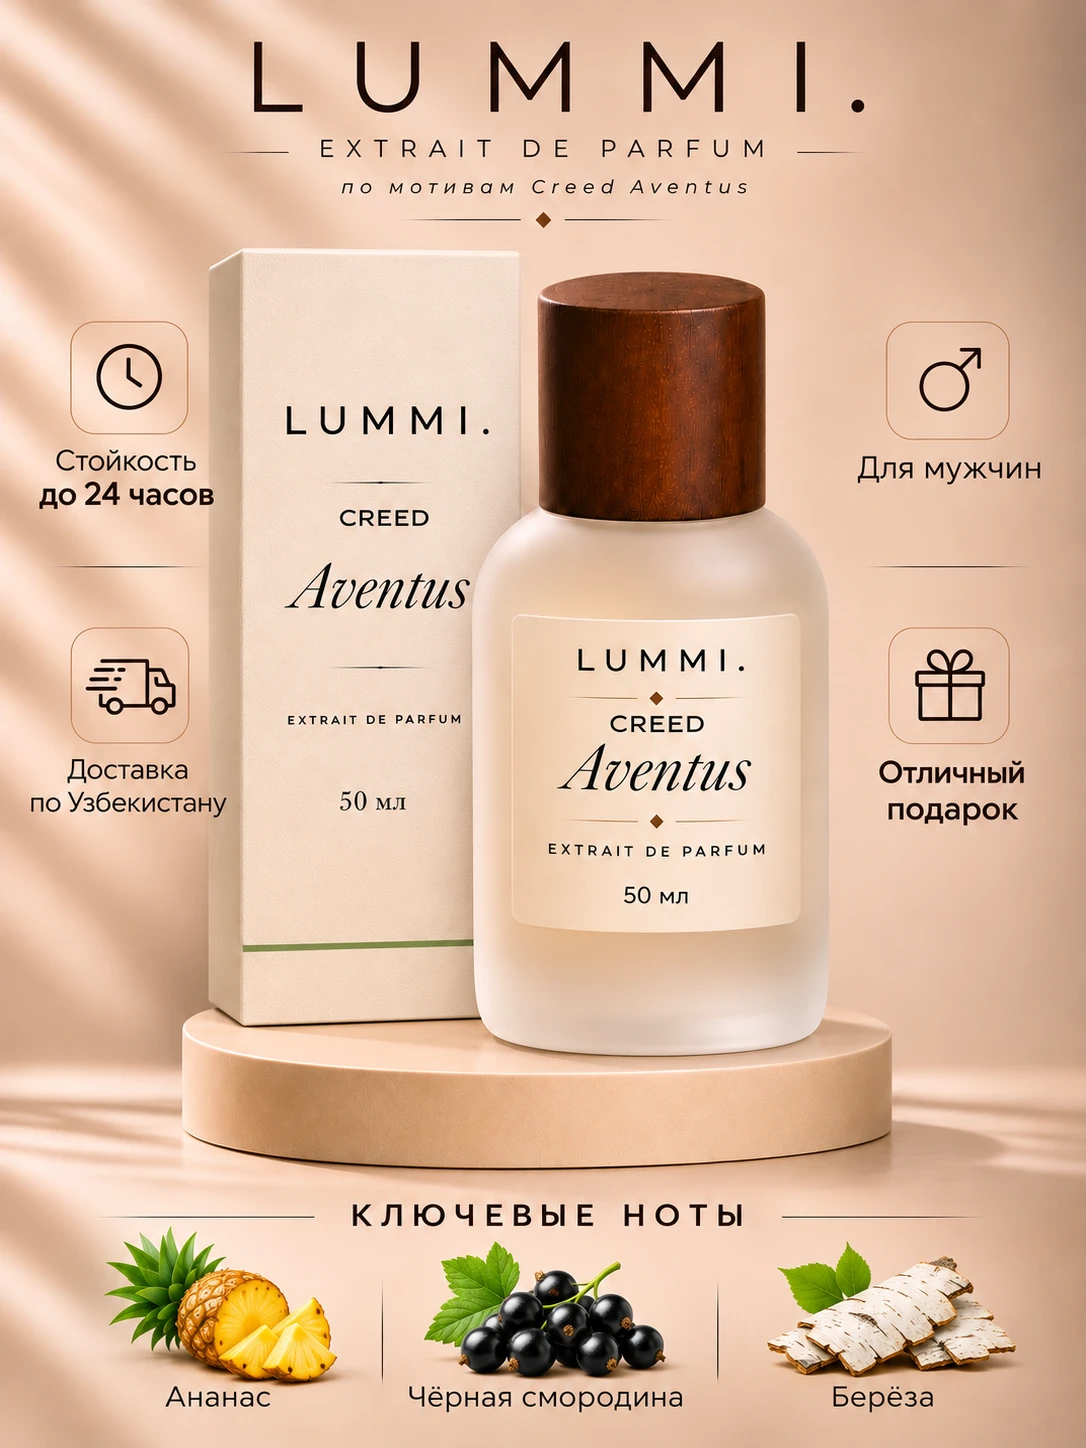 LUMMI.
EXTRAIT DE PARFUM
по мотивам Creed Aventus
Стойкость
до 24 часов
Доставка
по Узбекистану
LUMMI.
CREED
Aventus
EXTRAIT DE PARFUM
50 мл
LUMMI.
CREED
Aventus
EXTRAIT DE PARFUM
50 мл
Для мужчин
Отличный
подарок
КЛЮЧЕВЫЕ НОТЫ
Ананас
Чёрная смородина
Берёза